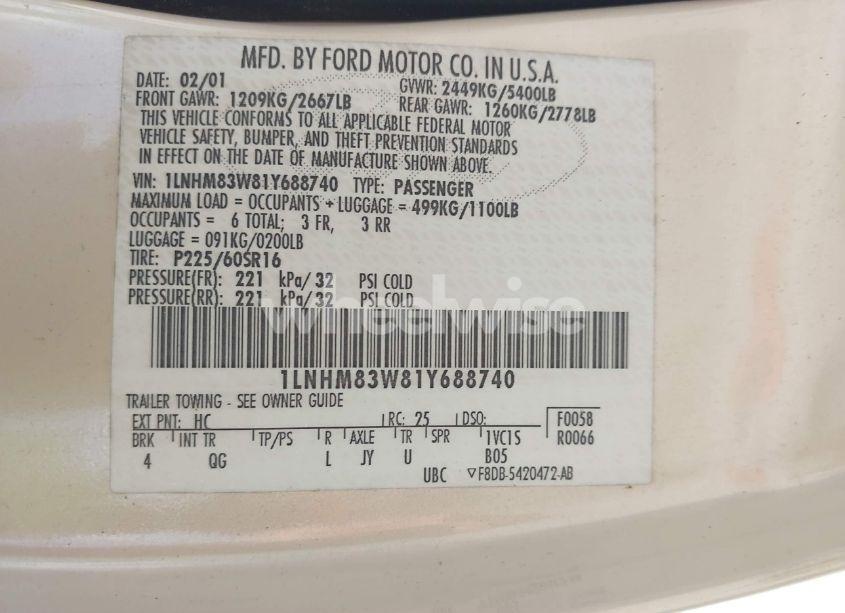 MFD. BY FORD MOTOR CO. IN U.S.A.
DATE: 02/01 GVWR: 2449KG/5400LB
FRONT GAWR: 1209KG/2667LB REAR GAWR: 1260KG/2778LB
THIS VEHICLE CONFORMS TO ALL APPLICABLE FEDERAL MOTOR
VEHICLE SAFETY, BUMPER, AND THEFT PREVENTION STANDARDS
IN EFFECT ON THE DATE OF MANUFACTURE SHOWN ABOVE.
VIN: 1LNHM83W81Y688740 TYPE: PASSENGER
MAXIMUM LOAD = OCCUPANTS + LUGGAGE = 499KG/1100LB
OCCUPANTS = 6 TOTAL; 3 FR, 3 RR
LUGGAGE = 091KG/0200LB
TIRE: P225/60SR16
PRESSURE(FR): 221 kPa/32 PSI COLD
PRESSURE(RR): 221 kPa/32 PSI COLD
wheelwise
1LNHM83W81Y688740
TRAILER TOWING - SEE OWNER GUIDE
EXT PNT: HC RC: 25 DSO: F0058
BRK INT TR TP/PS R AXLE TR SPR 1VC1S R0066
4 QG L JY U B05
UBC ▽F8DB-5420472-AB